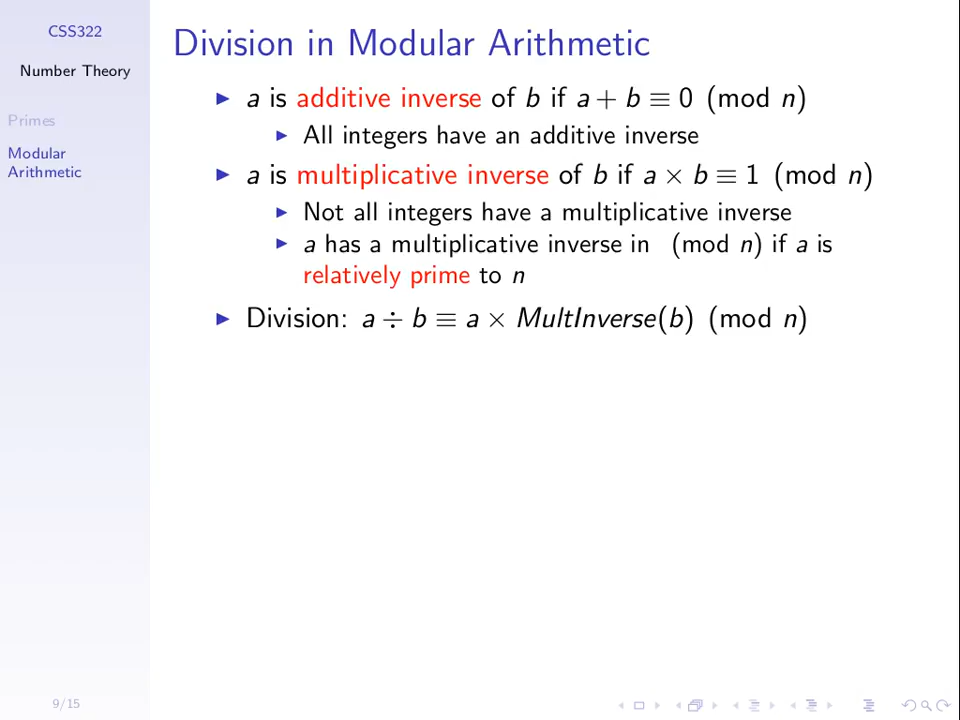 CSS322
Number Theory
Primes
Modular
Arithmetic
Division in Modular Arithmetic
a is additive inverse of b if a + b ≡ 0 (mod n)
All integers have an additive inverse
a is multiplicative inverse of b if a × b ≡ 1 (mod n)
Not all integers have a multiplicative inverse
a has a multiplicative inverse in (mod n) if a is
relatively prime to n
Division: a ÷ b ≡ a × MultInverse(b) (mod n)
9/15